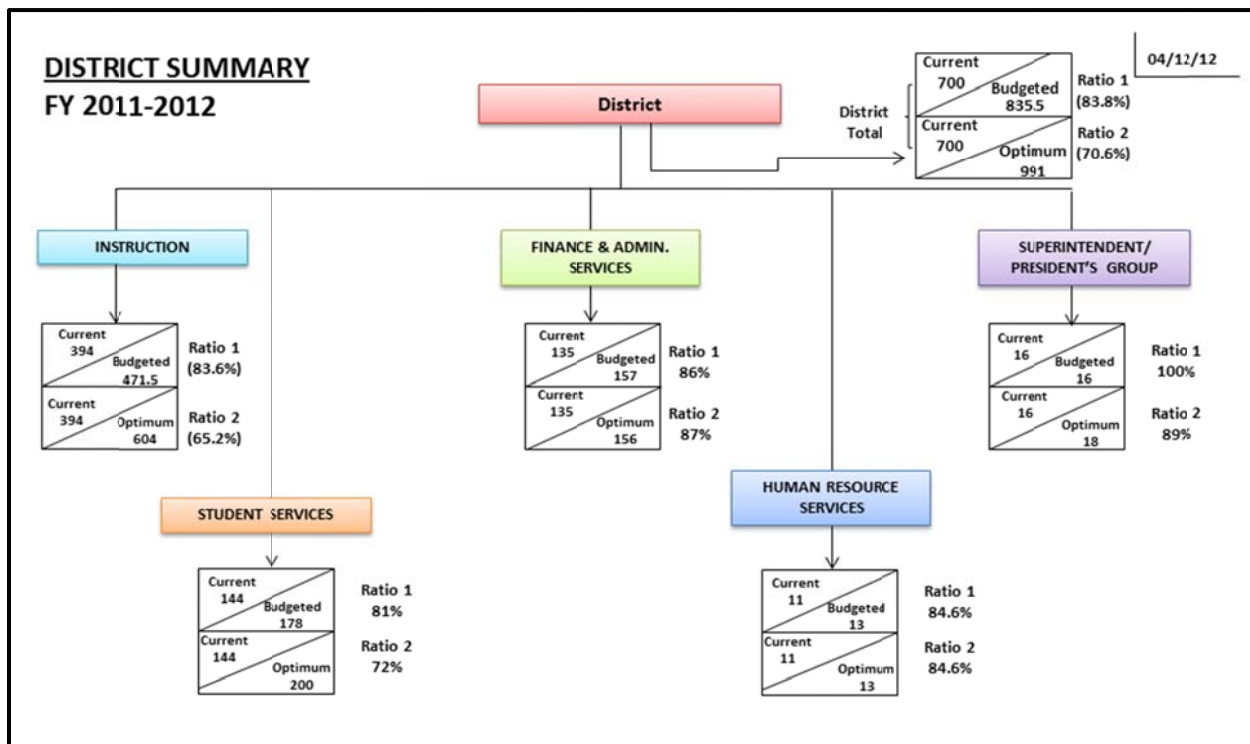 DISTRICT SUMMARY
FY 2011-2012
04/12/12
District
District
Total
Current
700
Budgeted
835.5
Ratio 1
(83.8%)
Current
700
Optimum
991
Ratio 2
(70.6%)
INSTRUCTION
Current
394
Budgeted
471.5
Ratio 1
(83.6%)
Current
394
Optimum
604
Ratio 2
(65.2%)
FINANCE & ADMIN.
SERVICES
Current
135
Budgeted
157
Ratio 1
86%
Current
135
Optimum
156
Ratio 2
87%
SUPERINTENDENT/
PRESIDENT'S GROUP
Current
16
Budgeted
16
Ratio 1
100%
Current
16
Optimum
18
Ratio 2
89%
STUDENT SERVICES
Current
144
Budgeted
178
Ratio 1
81%
Current
144
Optimum
200
Ratio 2
72%
HUMAN RESOURCE
SERVICES
Current
11
Budgeted
13
Ratio 1
84.6%
Current
11
Optimum
13
Ratio 2
84.6%